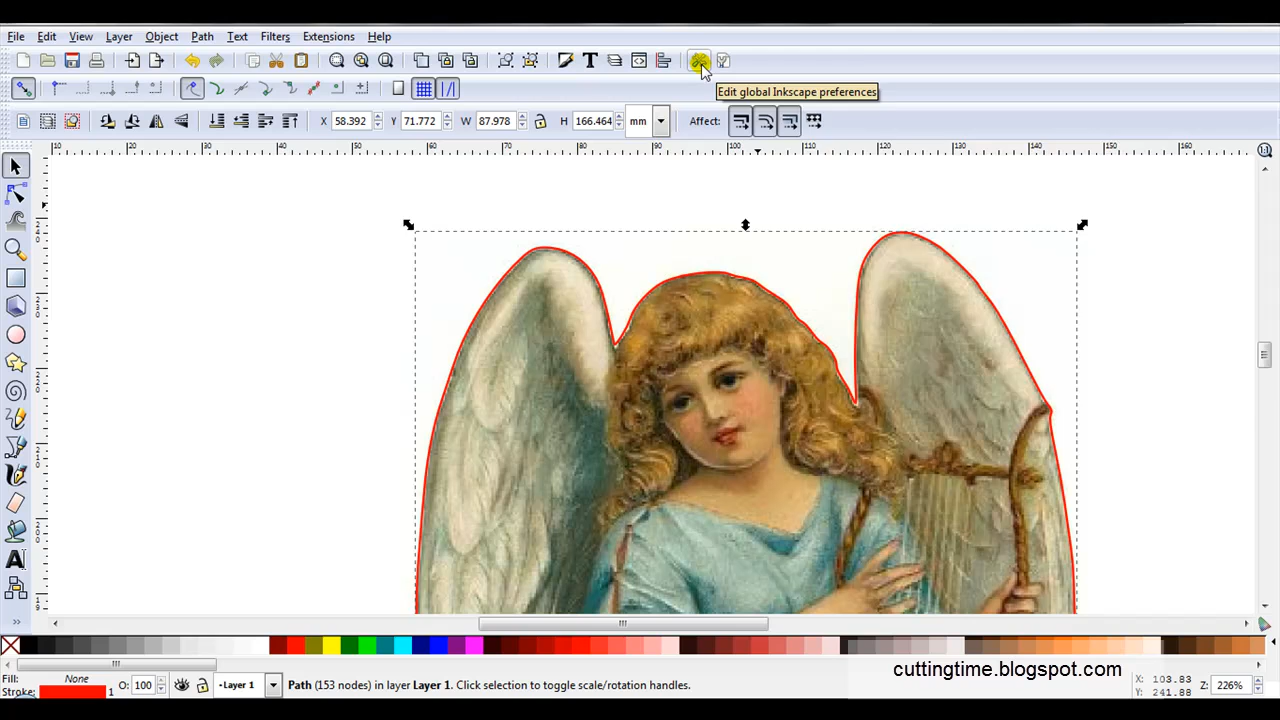 File Edit View Layer Object Path Text Filters Extensions Help
Edit global Inkscape preferences
X 58.392 Y 71.772 W 87.978 H 166.464 mm Affect:
Fill: None
Stroke: 1 O: 100 Layer 1 Path (153 nodes) in layer Layer 1. Click selection to toggle scale/rotation handles.
cuttingtime.blogspot.com
X: 103.83
Y: 241.88
Z: 226%